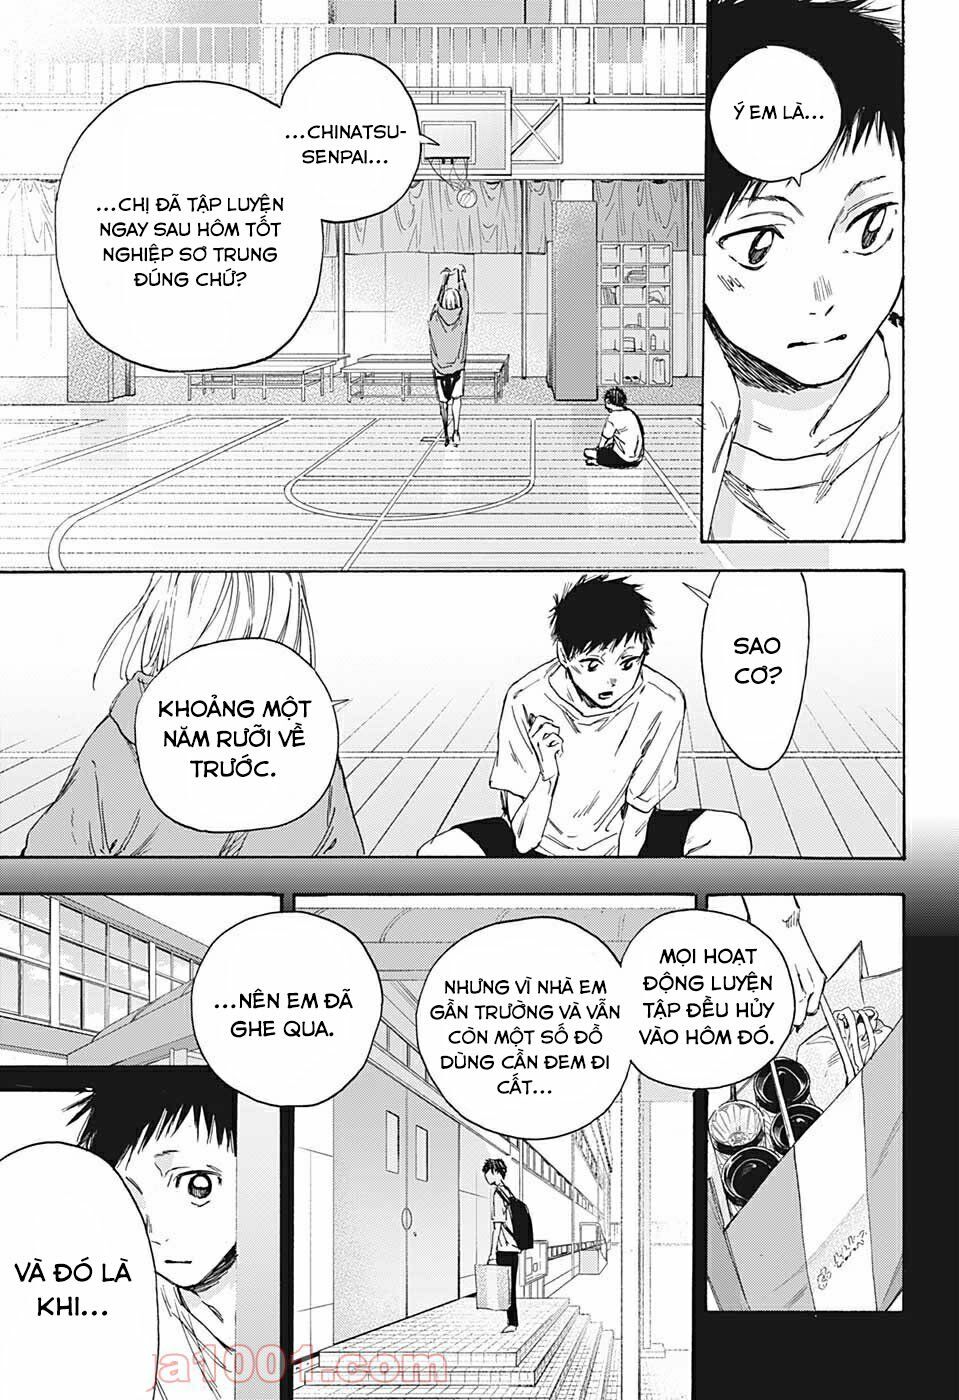 Ý EM LÀ...
...CHINATSU-
SENPAI...
...CHỊ ĐÃ TẬP LUYỆN
NGAY SAU HÔM TỐT
NGHIỆP SƠ TRUNG
ĐÚNG CHỨ?
SAO
CƠ?
KHOẢNG MỘT
NĂM RƯỠI VỀ
TRƯỚC.
MỌI HOẠT
ĐỘNG LUYỆN
TẬP ĐỀU HỦY
VÀO HÔM ĐÓ.
NHƯNG VÌ NHÀ EM
GẦN TRƯỜNG VÀ VẪN
CÒN MỘT SỐ ĐỒ
DÙNG CẦN ĐEM ĐI
CẤT...
...NÊN EM ĐÃ
GHE QUA.
VÀ ĐÓ LÀ
KHI...
ja1001.com